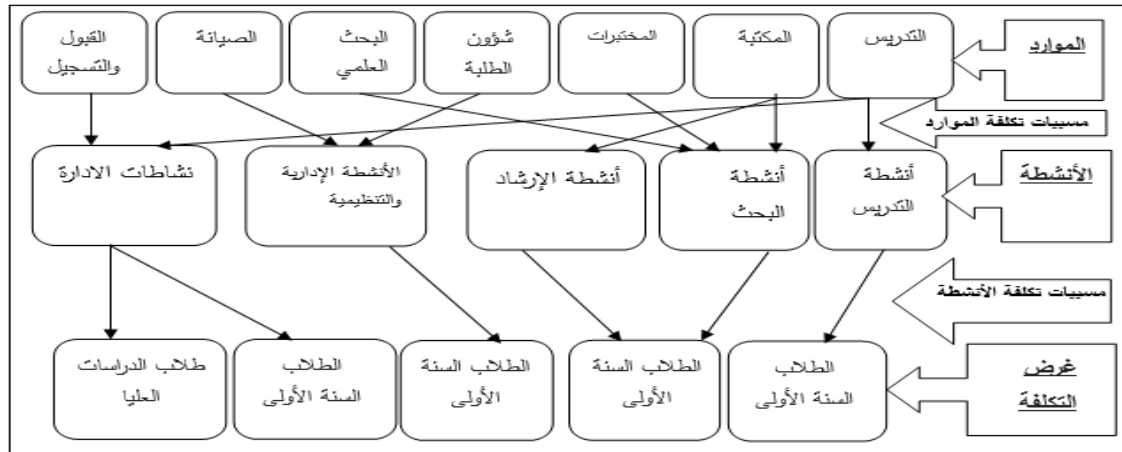 الموارد
التدريس
المكتبة
المختبرات
شؤون
الطلبة
البحث
العلمي
الصيانة
القبول
والتسجيل
مسببات تكلفة الموارد
الأنشطة
أنشطة
التدريس
أنشطة
البحث
أنشطة الإرشاد
الأنشطة الإدارية
والتنظيمية
نشاطات الادارة
مسببات تكلفة الأنشطة
غرض
التكلفة
الطلاب
السنة الأولى
الطلاب السنة
الأولى
الطلاب السنة
الأولى
الطلاب
السنة الأولى
طلاب الدراسات
العليا